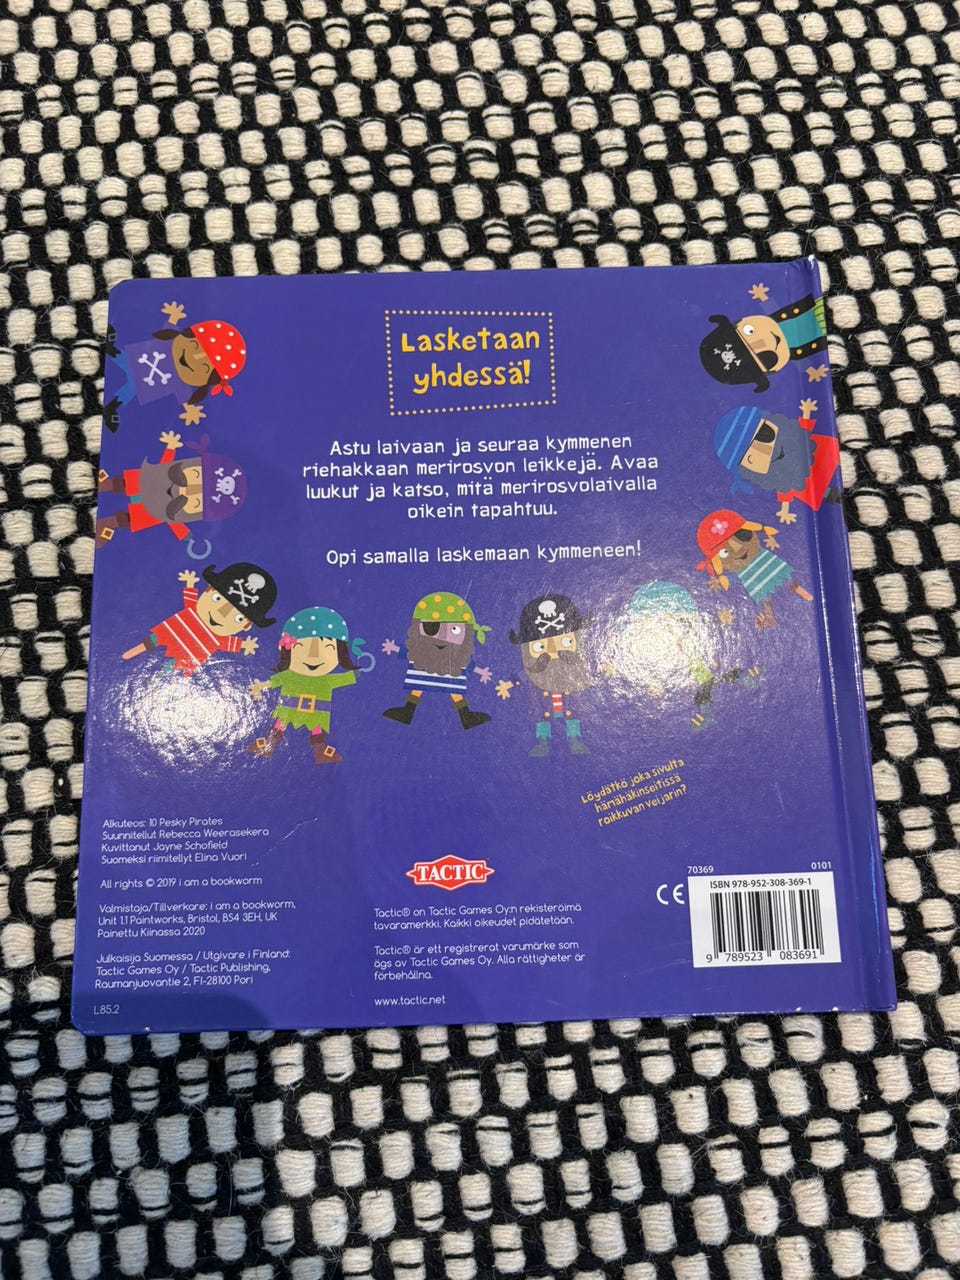 Lasketaan
yhdessä!
Astu laivaan ja seuraa kymmenen
riehakkaan merirosvon leikkejä. Avaa
luukut ja katso, mitä merirosvolaivalla
oikein tapahtuu.
Opi samalla laskemaan kymmeneen!
Löydätkö joka sivulta
hämähäkinseitissä
roikkuvan veijarin?
Alkuteos: 10 Pesky Pirates
Suunnitellut Rebecca Weerasekera
Kuvittanut Jayne Schofield
Suomeksi riimitellyt Elina Vuori
All rights © 2019 i am a bookworm
Valmistaja/Tillverkare: i am a bookworm,
Unit 1.1 Paintworks, Bristol, BS4 3EH, UK
Painettu Kiinassa 2020
Julkaisija Suomessa / Utgivare i Finland:
Tactic Games Oy / Tactic Publishing,
Raumanjuovantie 2, FI-28100 Pori
L85.2
TACTIC
Tactic® on Tactic Games Oy:n rekisteröimä
tavaramerkki. Kaikki oikeudet pidätetään.
Tactic® är ett registrerat varumärke som
ägs av Tactic Games Oy. Alla rättigheter är
förbehållna.
www.tactic.net
CE
70369 0101
ISBN 978-952-308-369-1
9 789523 083691